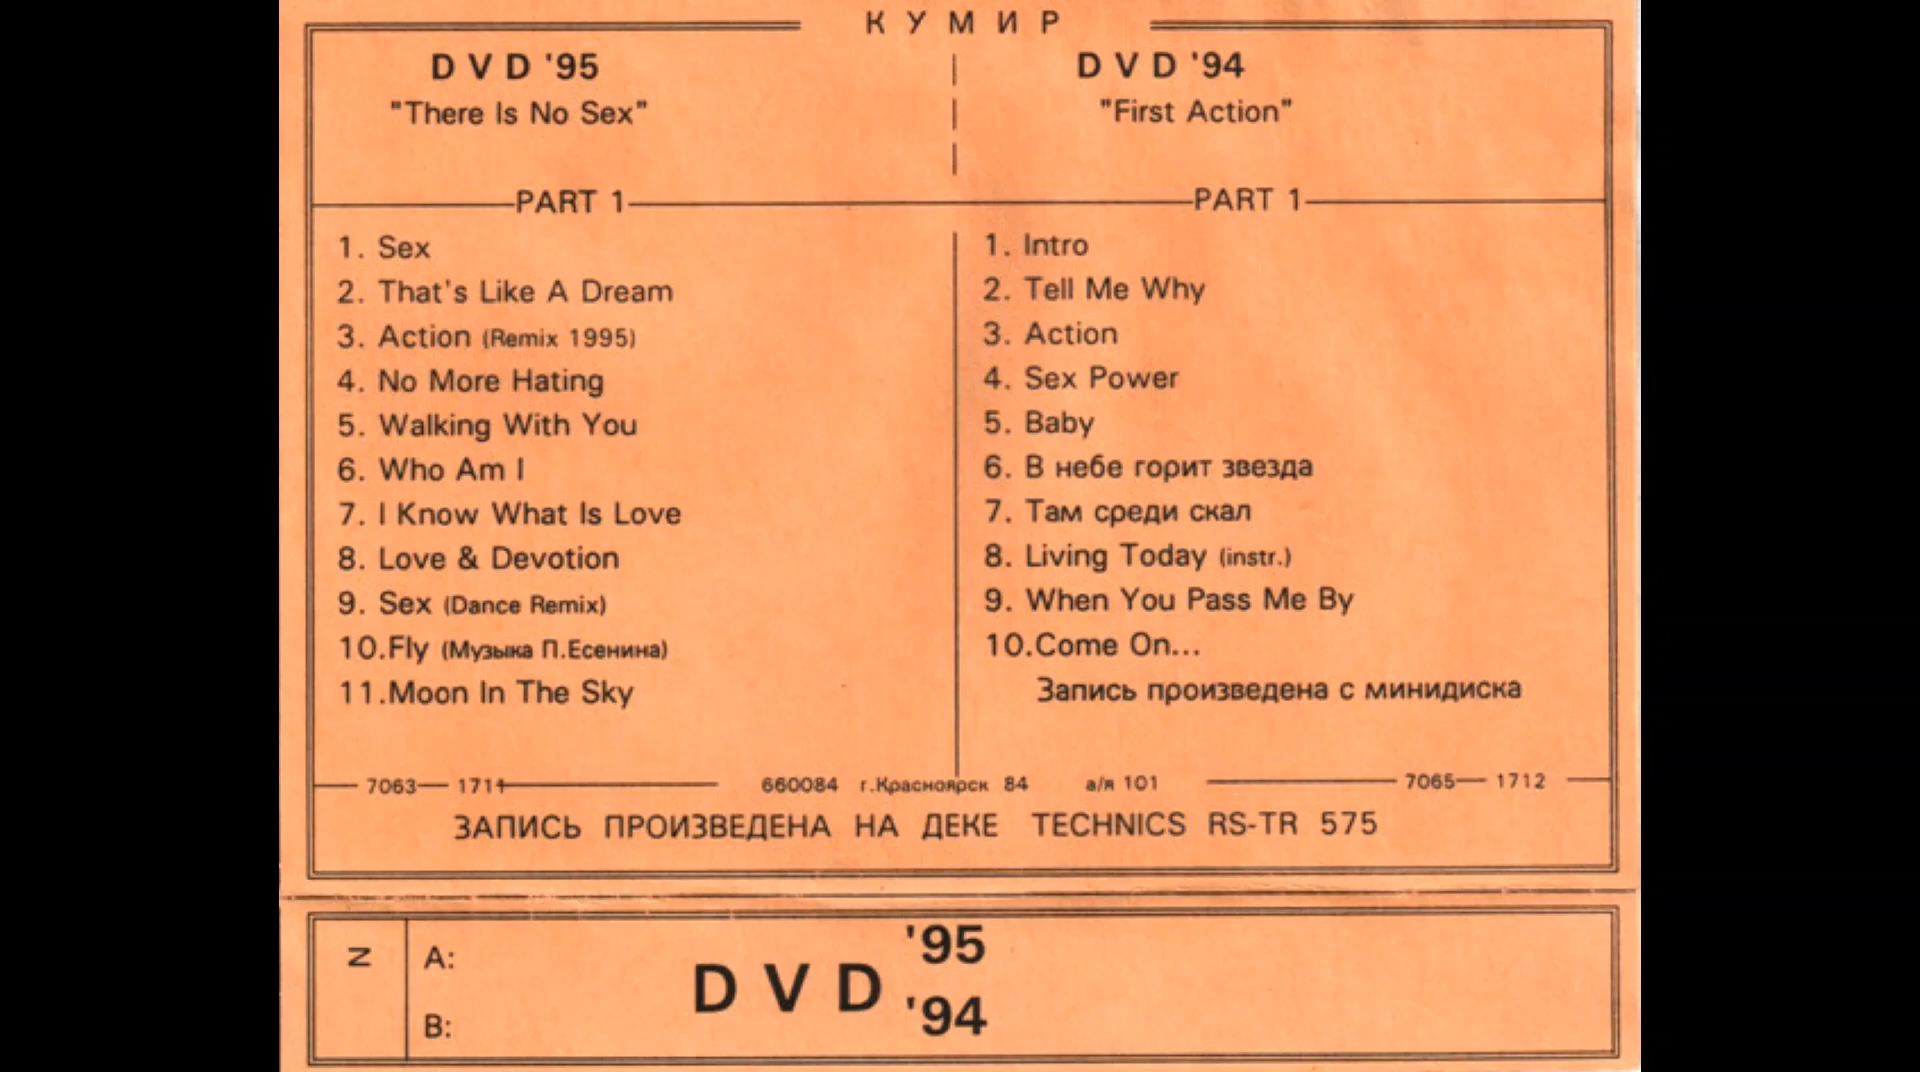 КУМИР
DVD '95
"There Is No Sex"
PART 1
1. Sex
2. That's Like A Dream
3. Action (Remix 1995)
4. No More Hating
5. Walking With You
6. Who Am I
7. I Know What Is Love
8. Love & Devotion
9. Sex (Dance Remix)
10.Fly (Музыка П.Есенина)
11.Moon In The Sky
DVD '94
"First Action"
PART 1
1. Intro
2. Tell Me Why
3. Action
4. Sex Power
5. Baby
6. В небе горит звезда
7. Там среди скал
8. Living Today (instr.)
9. When You Pass Me By
10.Come On...
Запись произведена с минидиска
7063 1711 660084 г.Красноярск 84 а/я 101 7065 1712
ЗАПИСЬ ПРОИЗВЕДЕНА НА ДЕКЕ TECHNICS RS-TR 575
N
A:
B:
DVD '95
'94